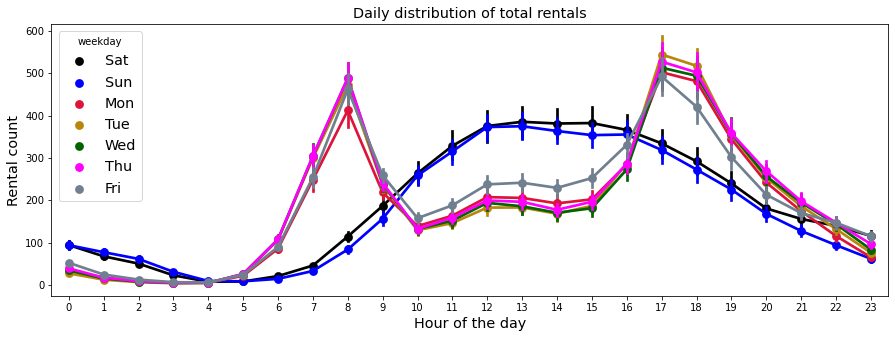 Daily distribution of total rentals
600
500
400
300
200
100
0
Rental count
weekday
Sat
Sun
Mon
Tue
Wed
Thu
Fri
0 1 2 3 4 5 6 7 8 9 10 11 12 13 14 15 16 17 18 19 20 21 22 23
Hour of the day